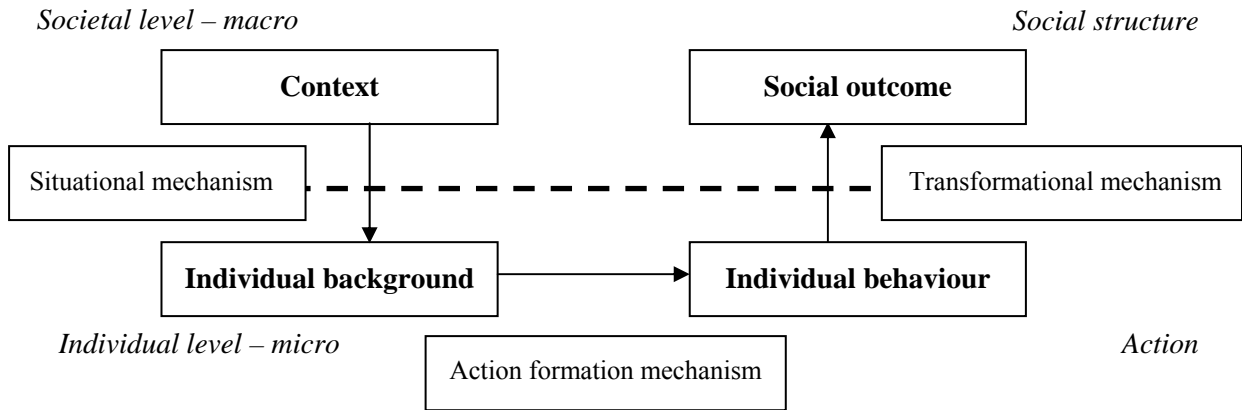 Societal level – macro
Social structure
Context
Social outcome
Situational mechanism
Transformational mechanism
Individual background
Individual behaviour
Individual level – micro
Action
Action formation mechanism